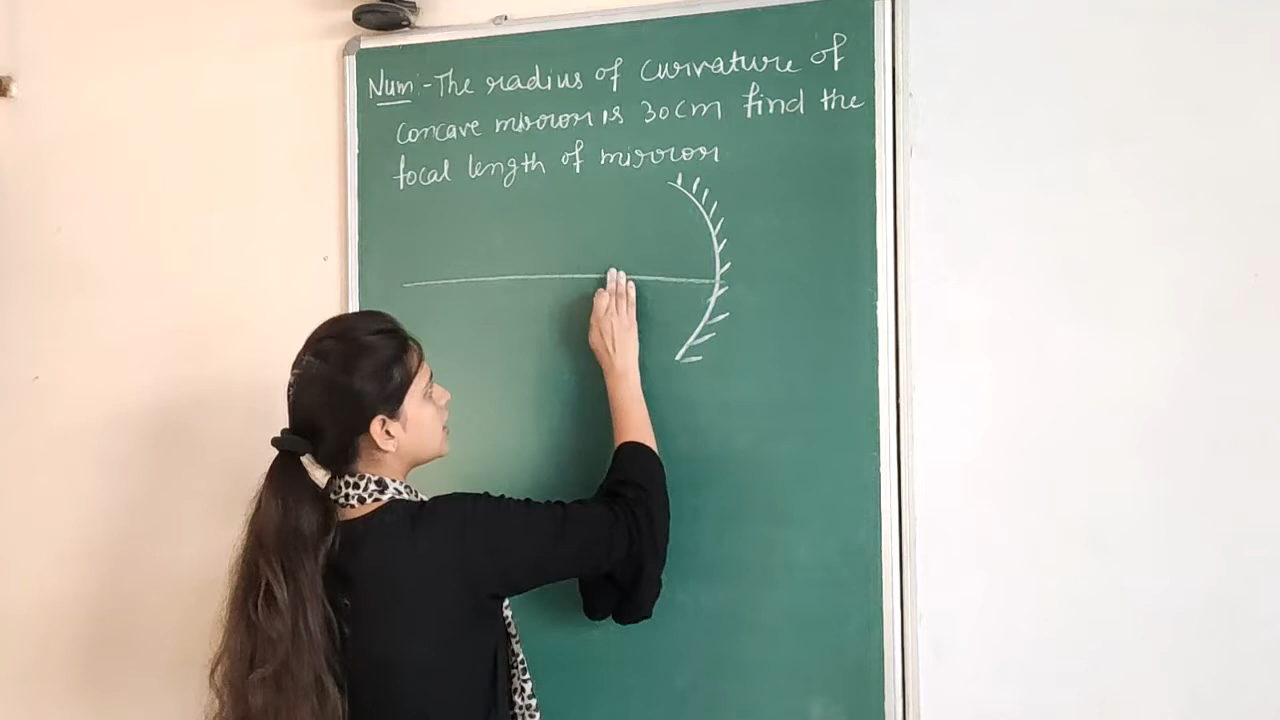 Num:- The radius of curvature of
concave mirror is 30cm find the
focal length of mirror